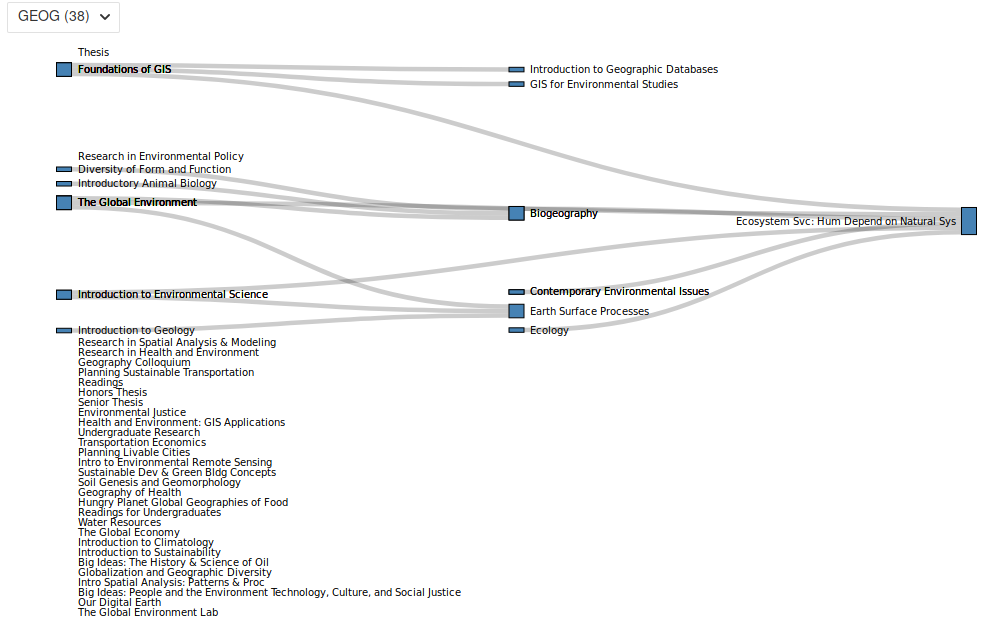 GEOG (38)
Thesis
Foundations of GIS
Introduction to Geographic Databases
GIS for Environmental Studies
Research in Environmental Policy
Diversity of Form and Function
Introductory Animal Biology
The Global Environment
Biogeography
Ecosystem Svc: Hum Depend on Natural Sys
Introduction to Environmental Science
Contemporary Environmental Issues
Earth Surface Processes
Introduction to Geology
Ecology
Research in Spatial Analysis & Modeling
Research in Health and Environment
Geography Colloquium
Planning Sustainable Transportation
Readings
Honors Thesis
Senior Thesis
Environmental Justice
Health and Environment: GIS Applications
Undergraduate Research
Transportation Economics
Planning Livable Cities
Intro to Environmental Remote Sensing
Sustainable Dev & Green Bldg Concepts
Soil Genesis and Geomorphology
Geography of Health
Hungry Planet Global Geographies of Food
Readings for Undergraduates
Water Resources
The Global Economy
Introduction to Climatology
Introduction to Sustainability
Big Ideas: The History & Science of Oil
Globalization and Geographic Diversity
Intro Spatial Analysis: Patterns & Proc
Big Ideas: People and the Environment Technology, Culture, and Social Justice
Our Digital Earth
The Global Environment Lab